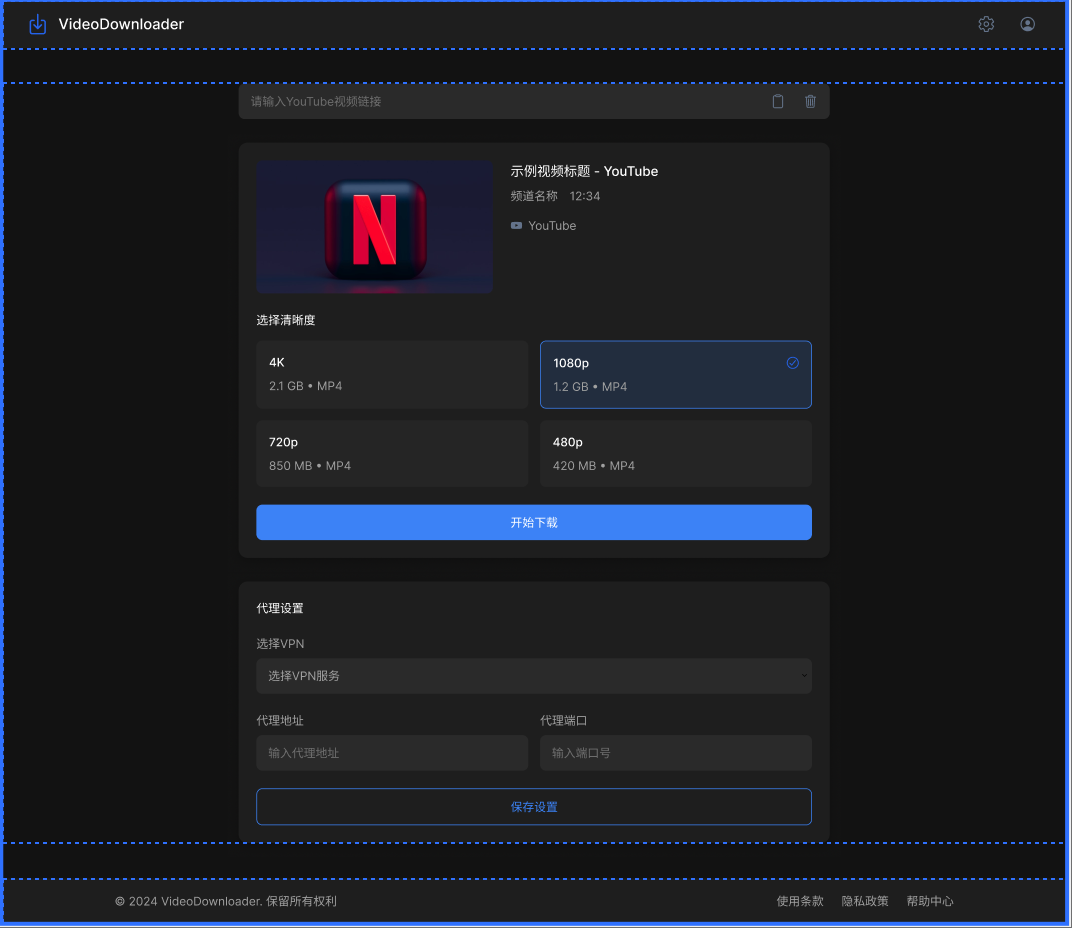 VideoDownloader
请输入YouTube视频链接
N
示例视频标题 - YouTube
频道名称 12:34
YouTube
选择清晰度
4K
2.1 GB • MP4
1080p
1.2 GB • MP4
720p
850 MB • MP4
480p
420 MB • MP4
开始下载
代理设置
选择VPN
选择VPN服务
代理地址
代理端口
输入代理地址
输入端口号
保存设置
© 2024 VideoDownloader. 保留所有权利
使用条款 隐私政策 帮助中心